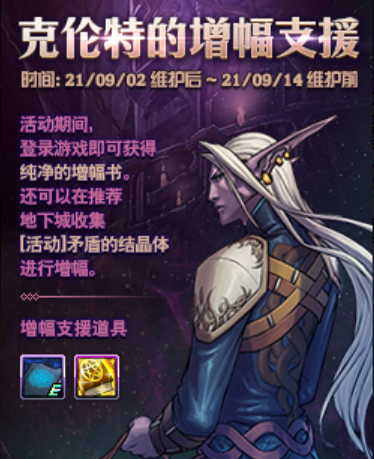 克伦特的增幅支援
时间: 21/09/02 维护后 ~ 21/09/14 维护前
活动期间,
登录游戏即可获得
纯净的增幅书。
还可以在推荐
地下城收集
[活动]矛盾的结晶体
进行增幅。
增幅支援道具
E